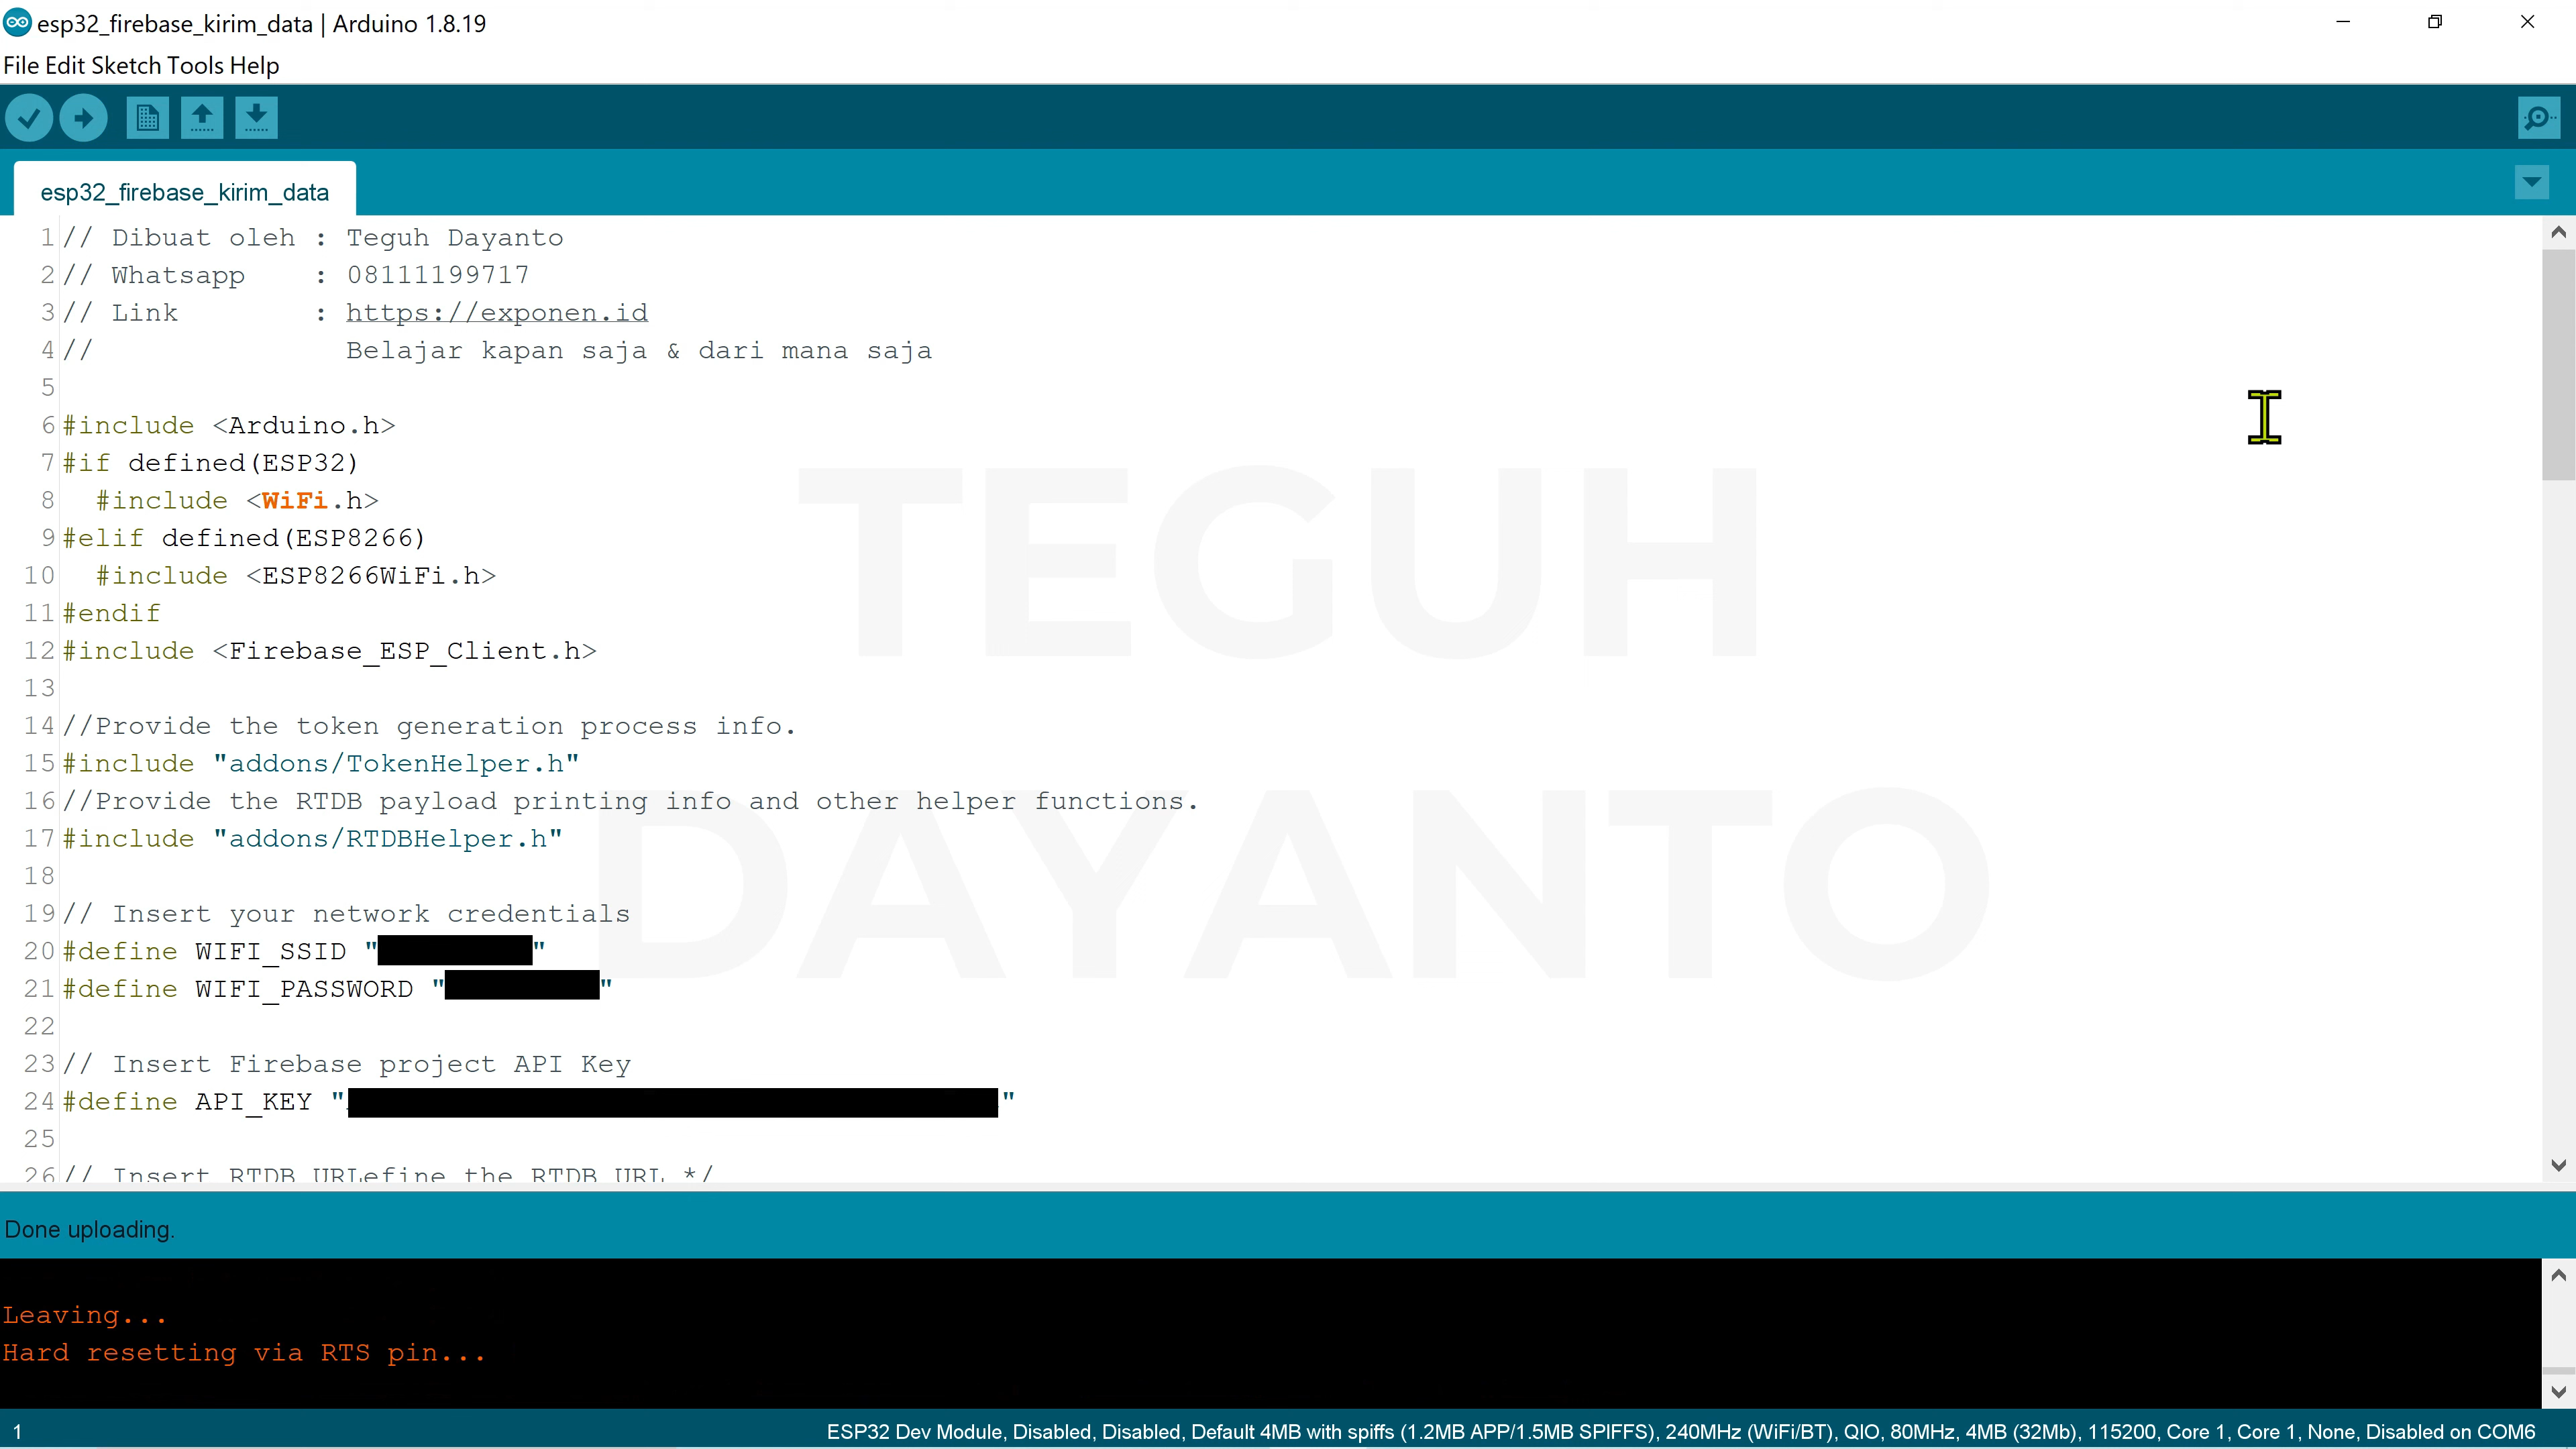 esp32_firebase_kirim_data | Arduino 1.8.19
File Edit Sketch Tools Help
esp32_firebase_kirim_data
1 // Dibuat oleh : Teguh Dayanto
2 // Whatsapp : 08111199717
3 // Link : https://exponen.id
4 // Belajar kapan saja & dari mana saja
5
6 #include <Arduino.h>
7 #if defined(ESP32)
8 #include <WiFi.h>
9 #elif defined(ESP8266)
10 #include <ESP8266WiFi.h>
11 #endif
12 #include <Firebase_ESP_Client.h>
13
14 //Provide the token generation process info.
15 #include "addons/TokenHelper.h"
16 //Provide the RTDB payload printing info and other helper functions.
17 #include "addons/RTDBHelper.h"
18
19 // Insert your network credentials
20 #define WIFI_SSID ""
21 #define WIFI_PASSWORD ""
22
23 // Insert Firebase project API Key
24 #define API_KEY ""
25
26 // Insert RTDB URLefine the RTDB URL */
TEGUH
DAYANTO
Done uploading.
Leaving...
Hard resetting via RTS pin...
1 ESP32 Dev Module, Disabled, Disabled, Default 4MB with spiffs (1.2MB APP/1.5MB SPIFFS), 240MHz (WiFi/BT), QIO, 80MHz, 4MB (32Mb), 115200, Core 1, Core 1, None, Disabled on COM6